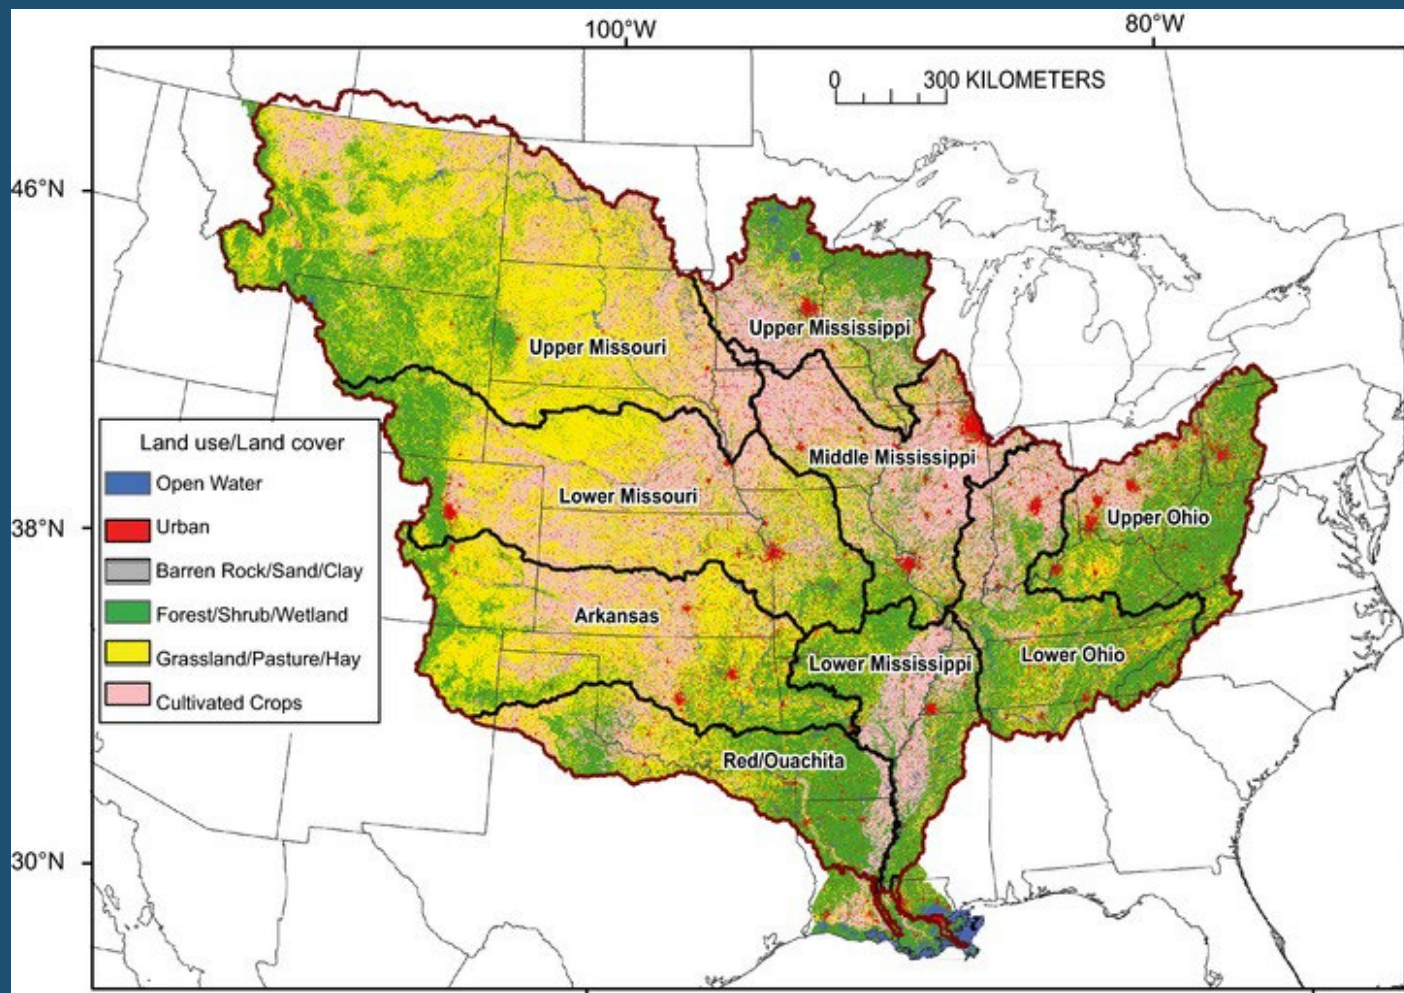 100°W
80°W
0 300 KILOMETERS
46°N
Upper Mississippi
Upper Missouri
Land use/Land cover
Open Water
Urban
Barren Rock/Sand/Clay
Forest/Shrub/Wetland
Grassland/Pasture/Hay
Cultivated Crops
Middle Mississippi
Lower Missouri
38°N
Upper Ohio
Arkansas
Lower Mississippi
Lower Ohio
Red/Ouachita
30°N